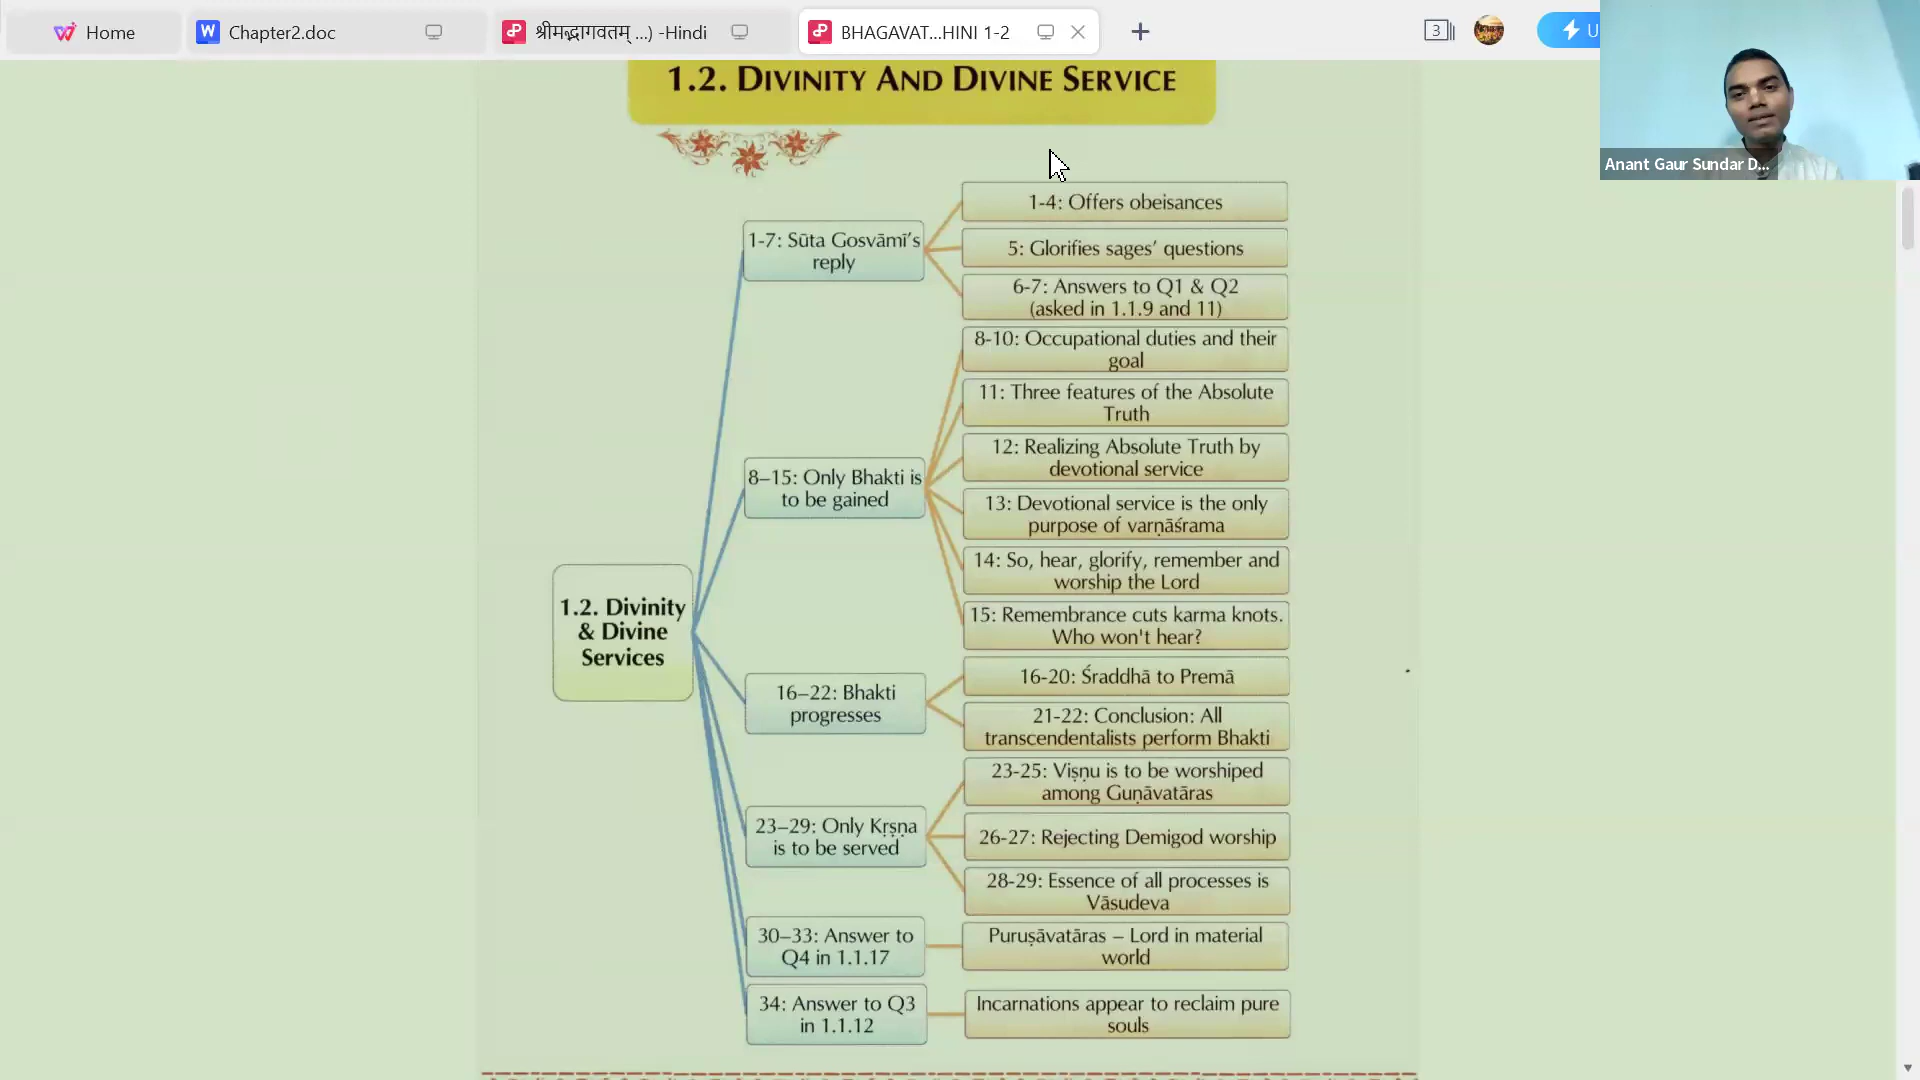 Home
Chapter2.doc
श्रीमद्भागवतम् ...) -Hindi
BHAGAVAT...HINI 1-2
3
U
Anant Gaur Sundar D...
1.2. DIVINITY AND DIVINE SERVICE
1.2. Divinity
& Divine
Services
1-7: Sūta Gosvāmī’s
reply
1-4: Offers obeisances
5: Glorifies sages’ questions
6-7: Answers to Q1 & Q2
(asked in 1.1.9 and 11)
8–15: Only Bhakti is
to be gained
8-10: Occupational duties and their
goal
11: Three features of the Absolute
Truth
12: Realizing Absolute Truth by
devotional service
13: Devotional service is the only
purpose of varṇāśrama
14: So, hear, glorify, remember and
worship the Lord
15: Remembrance cuts karma knots.
Who won't hear?
16–22: Bhakti
progresses
16-20: Śraddhā to Premā
21-22: Conclusion: All
transcendentalists perform Bhakti
23–29: Only Kṛṣṇa
is to be served
23-25: Viṣṇu is to be worshiped
among Guṇāvatāras
26-27: Rejecting Demigod worship
28-29: Essence of all processes is
Vāsudeva
30–33: Answer to
Q4 in 1.1.17
Puruṣāvatāras – Lord in material
world
34: Answer to Q3
in 1.1.12
Incarnations appear to reclaim pure
souls